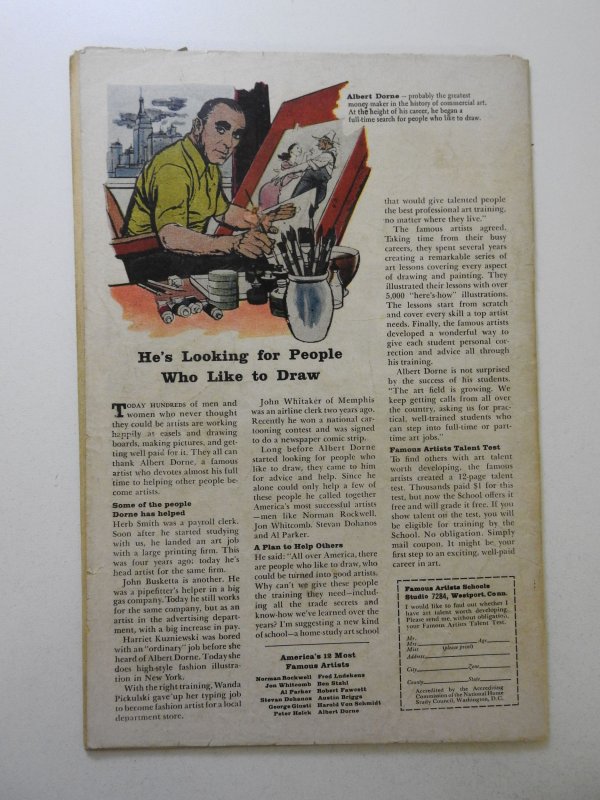 Albert Dorne — probably the greatest
money maker in the history of commercial art.
At the height of his career, he began a
full-time search for people who like to draw.
He's Looking for People
Who Like to Draw
TODAY HUNDREDS of men and
women who never thought
they could be artists are working
happily at easels and drawing
boards, making pictures, and get-
ting well paid for it. They all can
thank Albert Dorne, a famous
artist who devotes almost his full
time to helping other people be-
come artists.
Some of the people
Dorne has helped
Herb Smith was a payroll clerk.
Soon after he started studying
with us, he landed an art job
with a large printing firm. This
was four years ago: today he's
head artist for the same firm.
John Busketta is another. He
was a pipefitter's helper in a big
gas company. Today he still works
for the same company, but as an
artist in the advertising depart-
ment, with a big increase in pay.
Harriet Kuzniewski was bored
with an "ordinary" job before she
heard of Albert Dorne. Today she
does high-style fashion illustra-
tion in New York.
With the right training, Wanda
Pickulski gave up her typing job
to become fashion artist for a local
department store.
John Whitaker of Memphis
was an airline clerk two years ago.
Recently he won a national car-
tooning contest and was signed
to do a newspaper comic strip.
Long before Albert Dorne
started looking for people who
like to draw, they came to him
for advice and help. Since he
alone could help only a few of
these people he called together
America's most successful artists
—men like Norman Rockwell,
Jon Whitcomb, Stevan Dohanos
and Al Parker.
A Plan to Help Others
He said: "All over America, there
are people who like to draw, who
could be turned into good artists.
Why can't we give these people
the training they need—includ-
ing all the trade secrets and
know-how we've learned over the
years? I'm suggesting a new kind
of school—a home study art school
America's 12 Most
Famous Artists
Norman Rockwell Fred Ludekens
Jon Whitcomb Ben Stahl
Al Parker Robert Fawcett
Stevan Dohanos Austin Briggs
George Giusti Harold Von Schmidt
Peter Helck Albert Dorne
that would give talented people
the best professional art training,
no matter where they live."
The famous artists agreed.
Taking time from their busy
careers, they spent several years
creating a remarkable series of
art lessons covering every aspect
of drawing and painting. They
illustrated their lessons with over
5,000 "here's-how" illustrations.
The lessons start from scratch
and cover every skill a top artist
needs. Finally, the famous artists
developed a wonderful way to
give each student personal cor-
rection and advice all through
his training.
Albert Dorne is not surprised
by the success of his students.
"The art field is growing. We
keep getting calls from all over
the country, asking us for prac-
tical, well-trained students who
can step into full-time or part-
time art jobs."
Famous Artists Talent Test
To find others with art talent
worth developing, the famous
artists created a 12-page talent
test. Thousands paid $1 for this
test, but now the School offers it
free and will grade it free. If you
show talent on the test, you will
be eligible for training by the
School. No obligation. Simply
mail coupon. It might be your
first step to an exciting, well-paid
career in art.
Famous Artists Schools
Studio 7284, Westport, Conn.
I would like to find out whether I
have art talent worth developing.
Please send me, without obligation,
your Famous Artists Talent Test.
Mr.
Mrs. Age
Miss (please print)
Address
City Zone
County State
Accredited by the Accrediting
Commission of the National Home
Study Council, Washington, D.C.